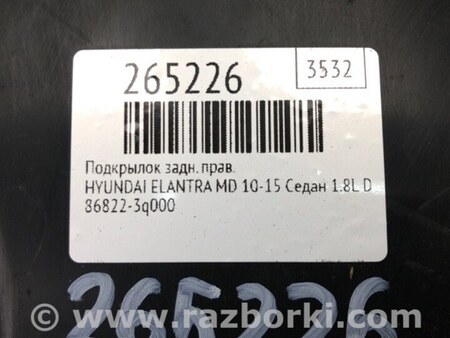 265226
3532
Подкрылок задн. прав.
HYUNDAI ELANTRA MD 10-15 Седан 1.8L D
86822-3q000
265226
© www.razborki.com